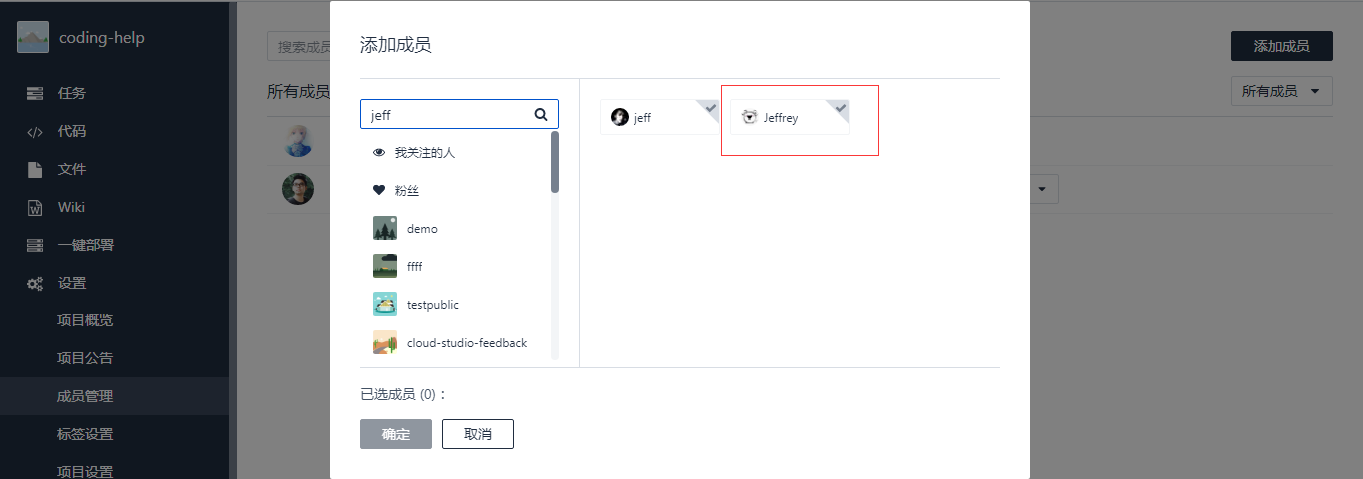 coding-help
任务
代码
文件
Wiki
一键部署
设置
项目概览
项目公告
成员管理
标签设置
项目设置
搜索成员
添加成员
所有成员
所有成员
添加成员
jeff
我关注的人
粉丝
demo
ffff
testpublic
cloud-studio-feedback
jeff
Jeffrey
已选成员 (0)：
确定
取消